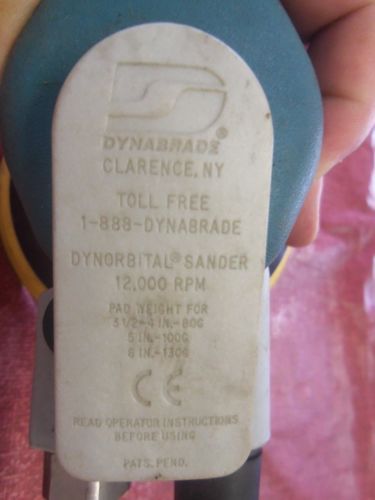 DYNABRADE®
CLARENCE, NY
TOLL FREE
1-888-DYNABRADE
DYNORBITAL® SANDER
12,000 RPM
PAD WEIGHT FOR
3 1/2-4 IN.-80G
5 IN.-100G
6 IN.-130G
CE
READ OPERATOR INSTRUCTIONS
BEFORE USING
PATS. PEND.